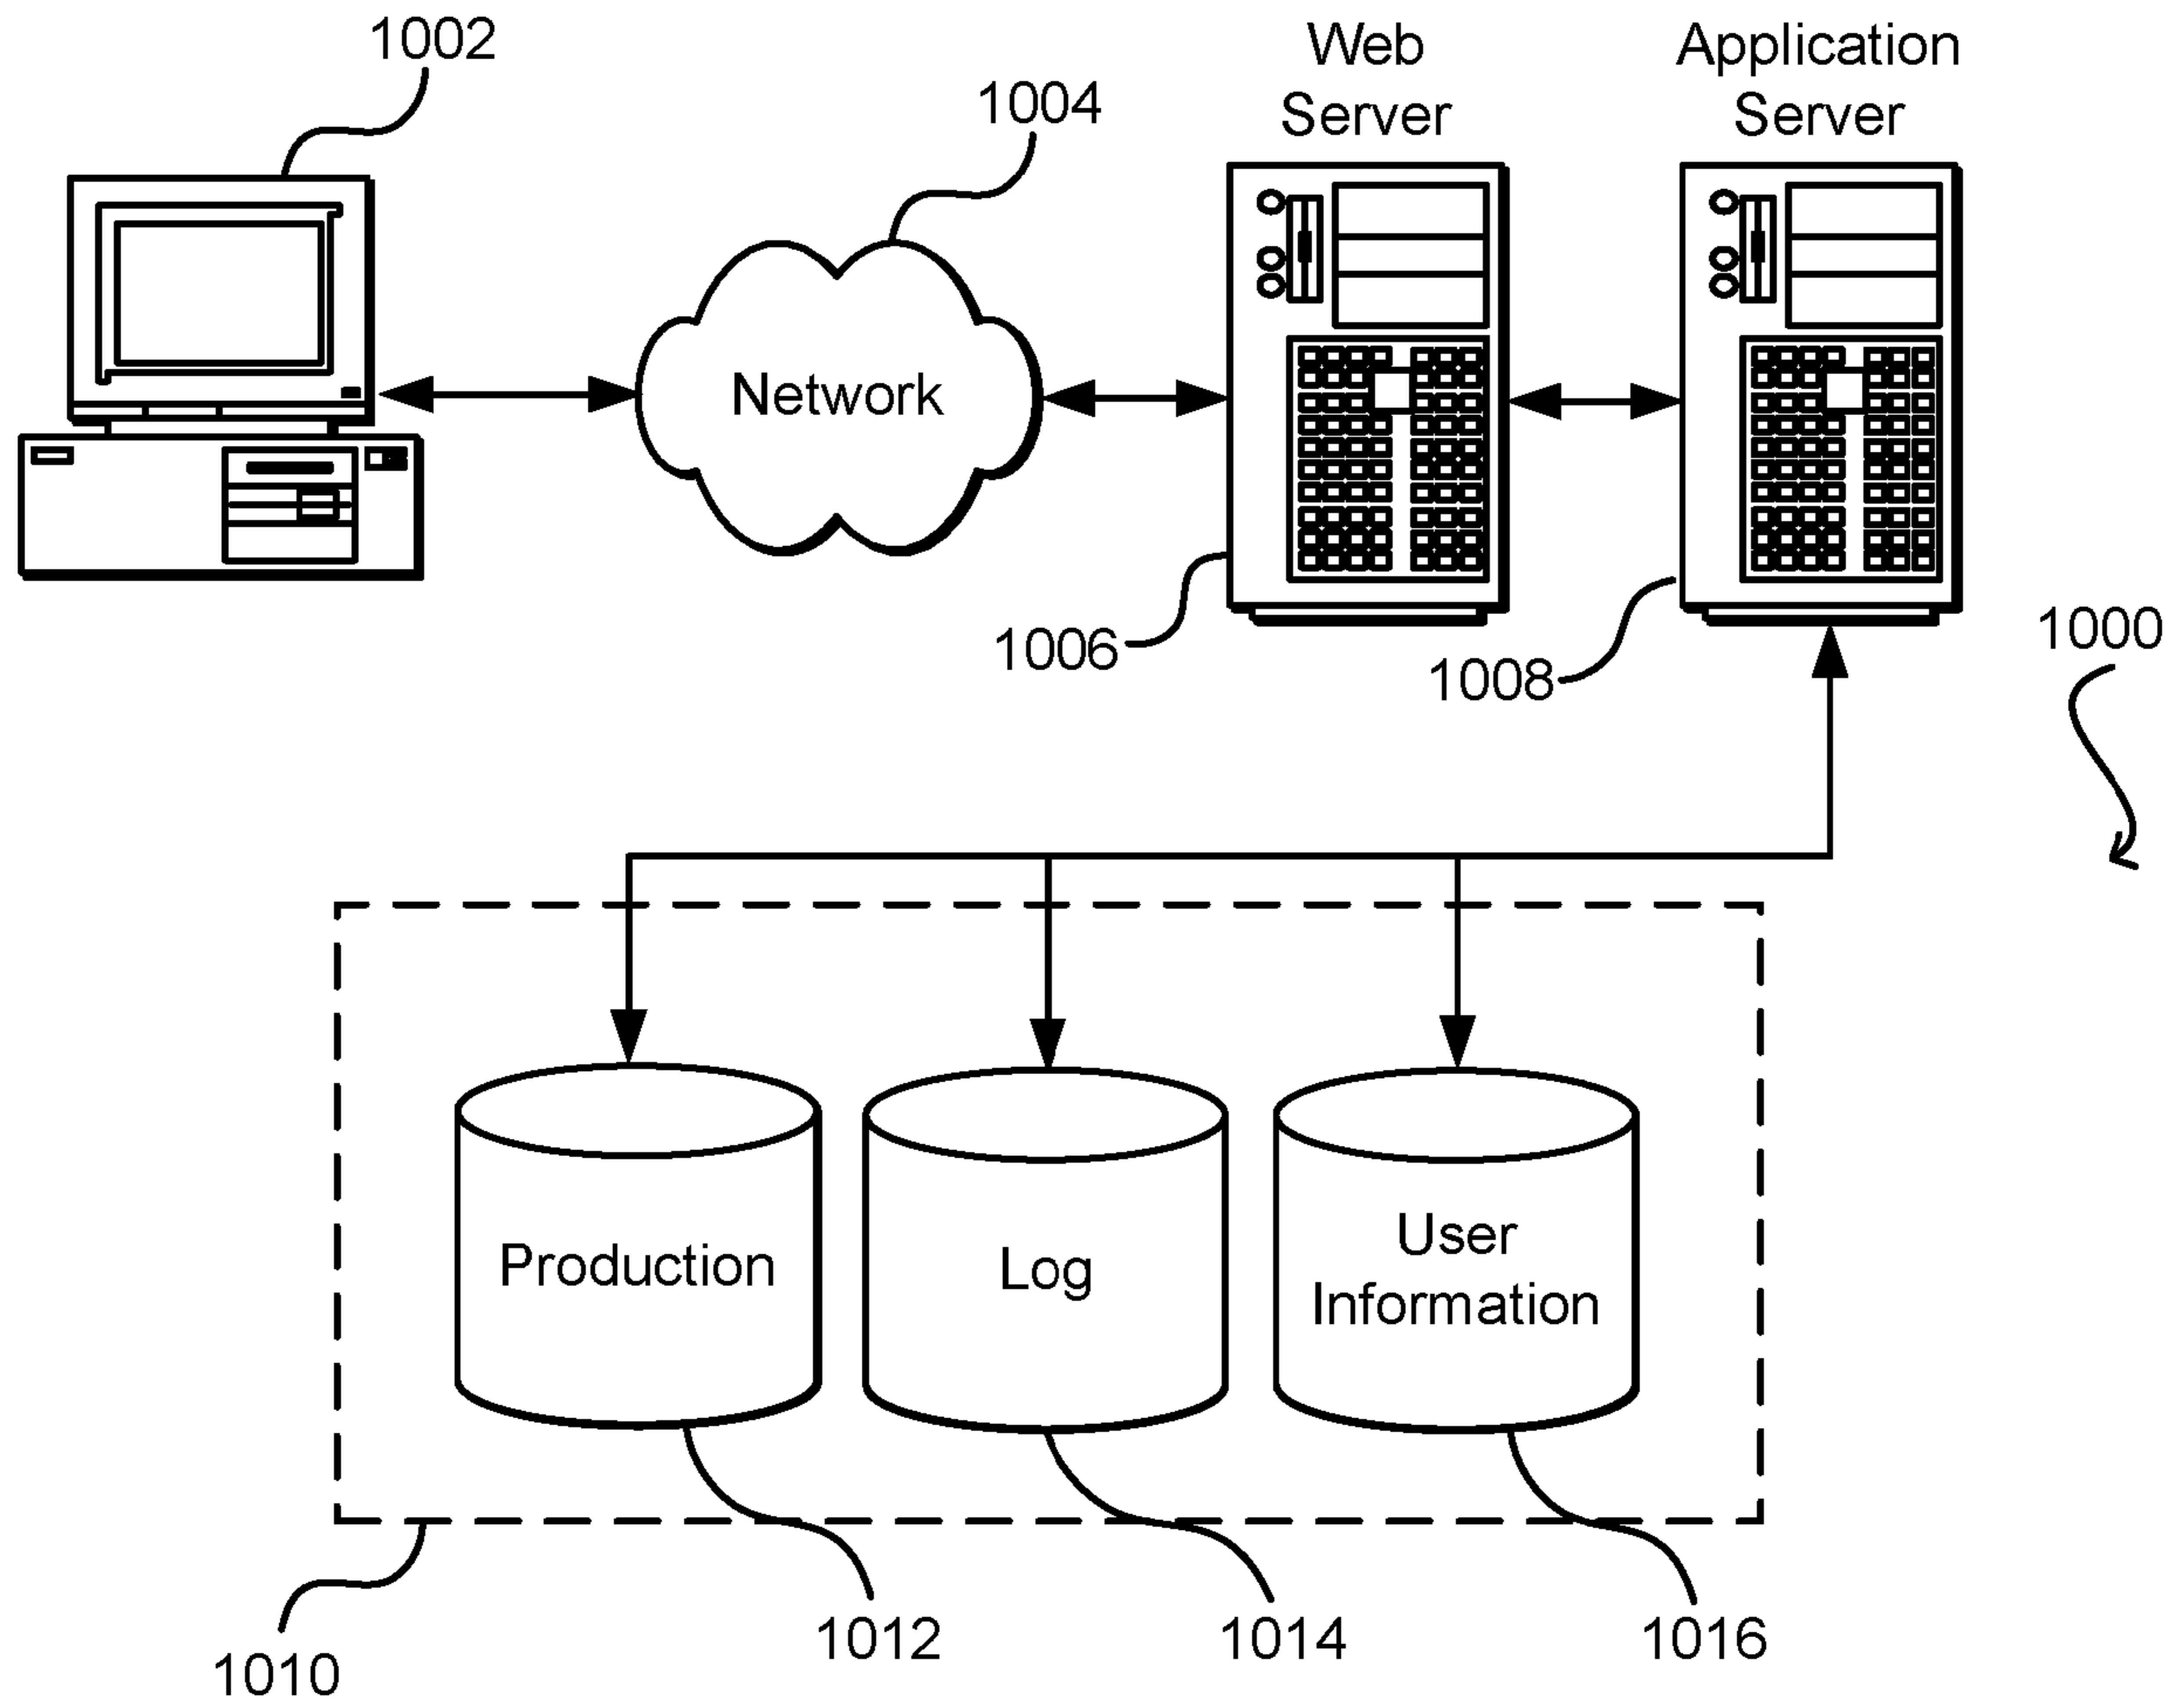 1002
1004
Web
Server
Application
Server
Network
1006
1008
1000
Production
Log
User
Information
1010
1012
1014
1016